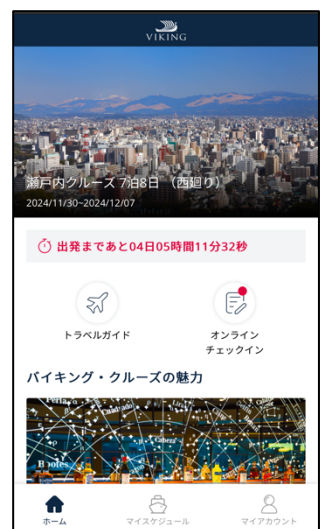 VIKING
瀬戸内クルーズ 7泊8日 （西廻り）
2024/11/30~2024/12/07
出発まであと04日05時間11分32秒
トラベルガイド
オンライン
チェックイン
バイキング・クルーズの魅力
Bootes
ホーム
マイスケジュール
マイアカウント